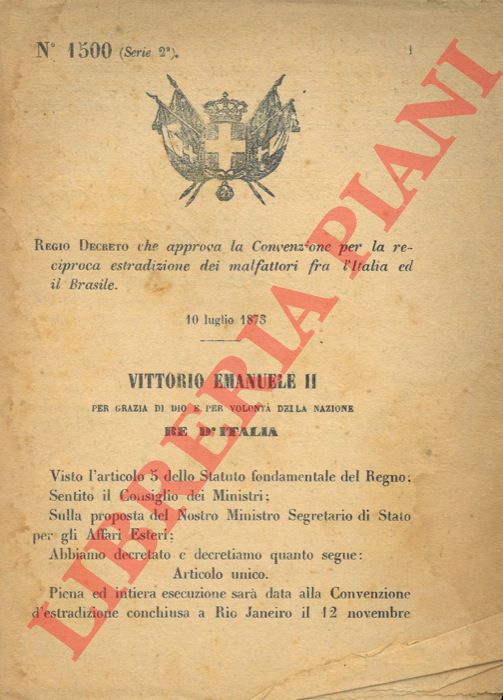 N° 1500 (Serie 2ª). 1
REGIO DECRETO che approva la Convenzione per la re-
ciproca estradizione dei malfattori fra l'Italia ed
il Brasile.
10 luglio 1873
VITTORIO EMANUELE II
PER GRAZIA DI DIO E PER VOLONTÀ DELLA NAZIONE
RE D'ITALIA
Visto l'articolo 5 dello Statuto fondamentale del Regno;
Sentito il Consiglio dei Ministri;
Sulla proposta del Nostro Ministro Segretario di Stato
per gli Affari Esteri;
Abbiamo decretato e decretiamo quanto segue:
Articolo unico.
Piena ed intiera esecuzione sarà data alla Convenzione
d'estradizione conchiusa a Rio Janeiro il 12 novembre
LIBRERIA PIANI